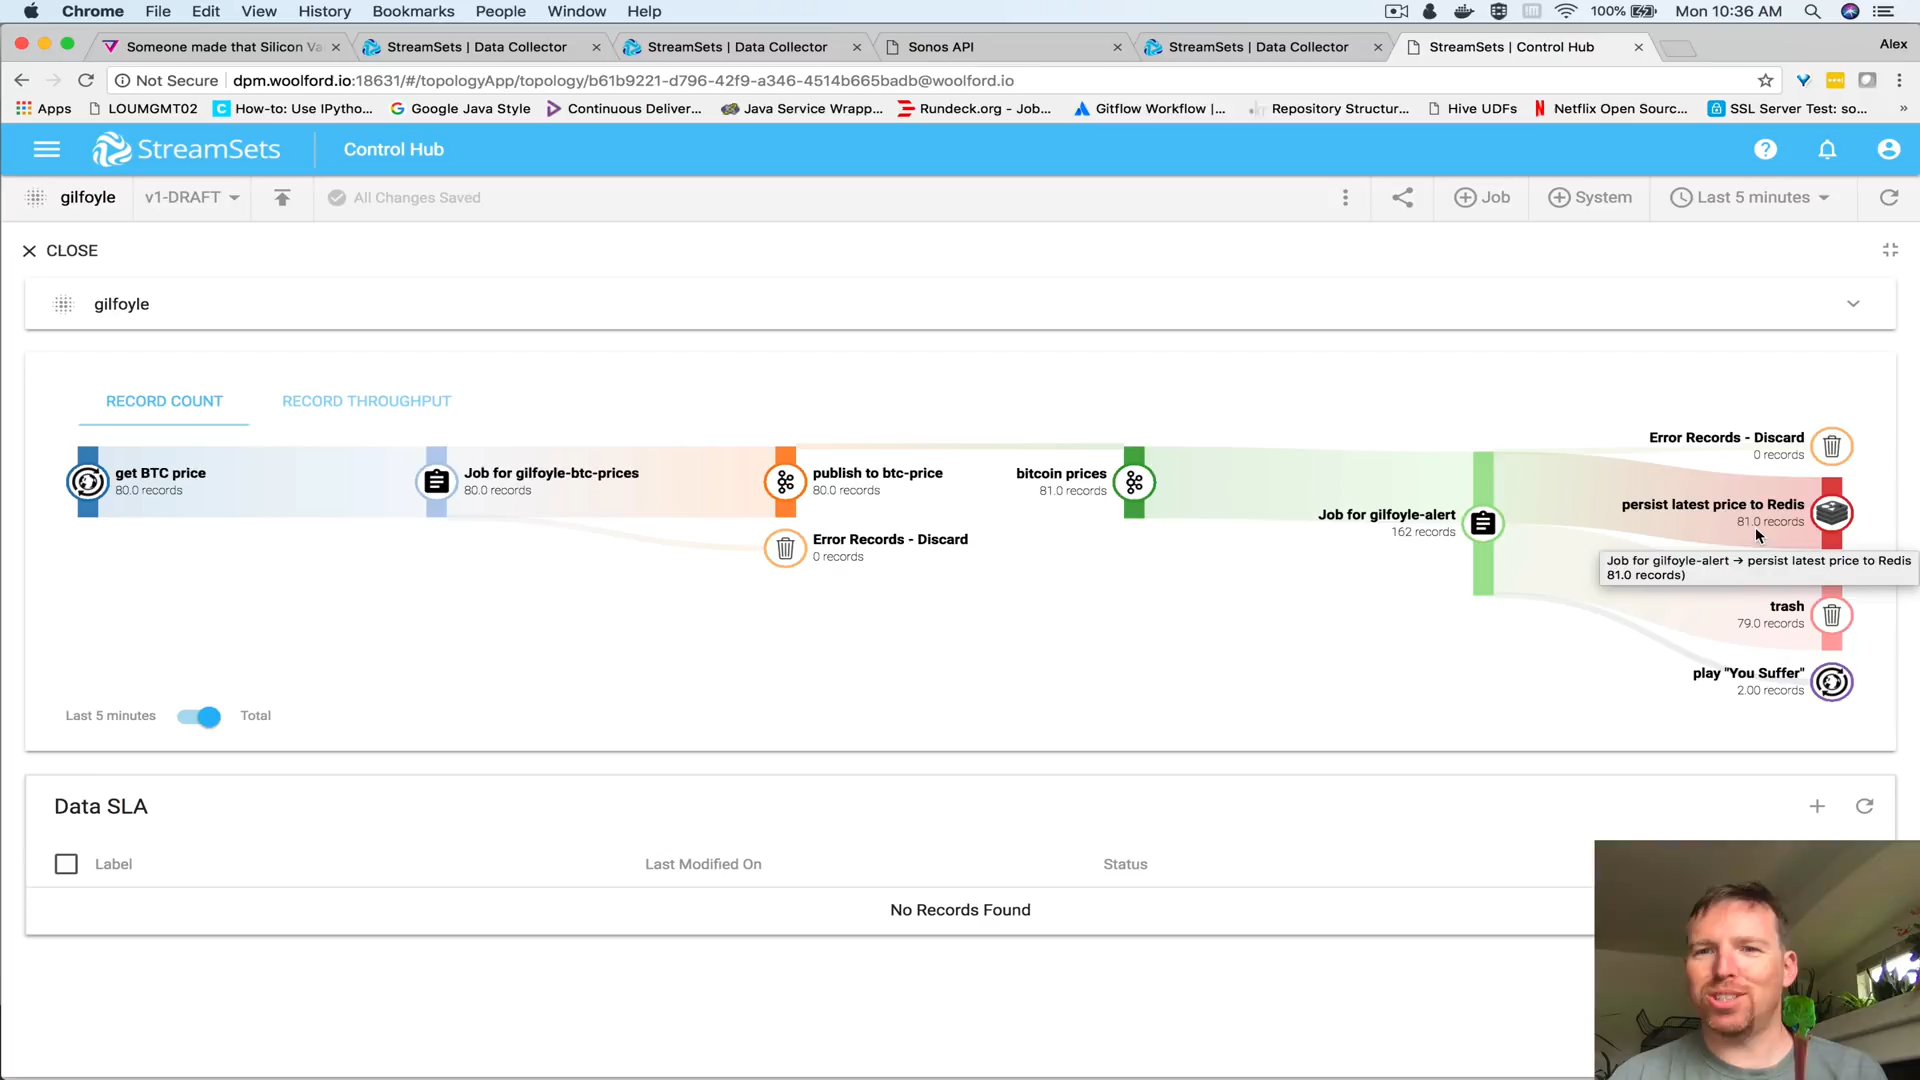 Chrome File Edit View History Bookmarks People Window Help 100% Mon 10:36 AM
Someone made that Silicon Va StreamSets | Data Collector StreamSets | Data Collector Sonos API StreamSets | Data Collector StreamSets | Control Hub Alex
Not Secure dpm.woolford.io:18631/#/topologyApp/topology/b61b9221-d796-42f9-a346-4514b665badb@woolford.io
Apps LOUMGMT02 How-to: Use IPytho... Google Java Style Continuous Deliver... Java Service Wrapp... Rundeck.org - Job... Gitflow Workflow |... Repository Structur... Hive UDFs Netflix Open Sourc... SSL Server Test: so... »
StreamSets Control Hub
gilfoyle v1-DRAFT All Changes Saved Job System Last 5 minutes
CLOSE
gilfoyle
RECORD COUNT RECORD THROUGHPUT
get BTC price
80.0 records
Job for gilfoyle-btc-prices
80.0 records
publish to btc-price
80.0 records
Error Records - Discard
0 records
bitcoin prices
81.0 records
Job for gilfoyle-alert
162 records
Error Records - Discard
0 records
persist latest price to Redis
81.0 records
Job for gilfoyle-alert → persist latest price to Redis
81.0 records)
trash
79.0 records
play "You Suffer"
2.00 records
Last 5 minutes Total
Data SLA
Label Last Modified On Status
No Records Found